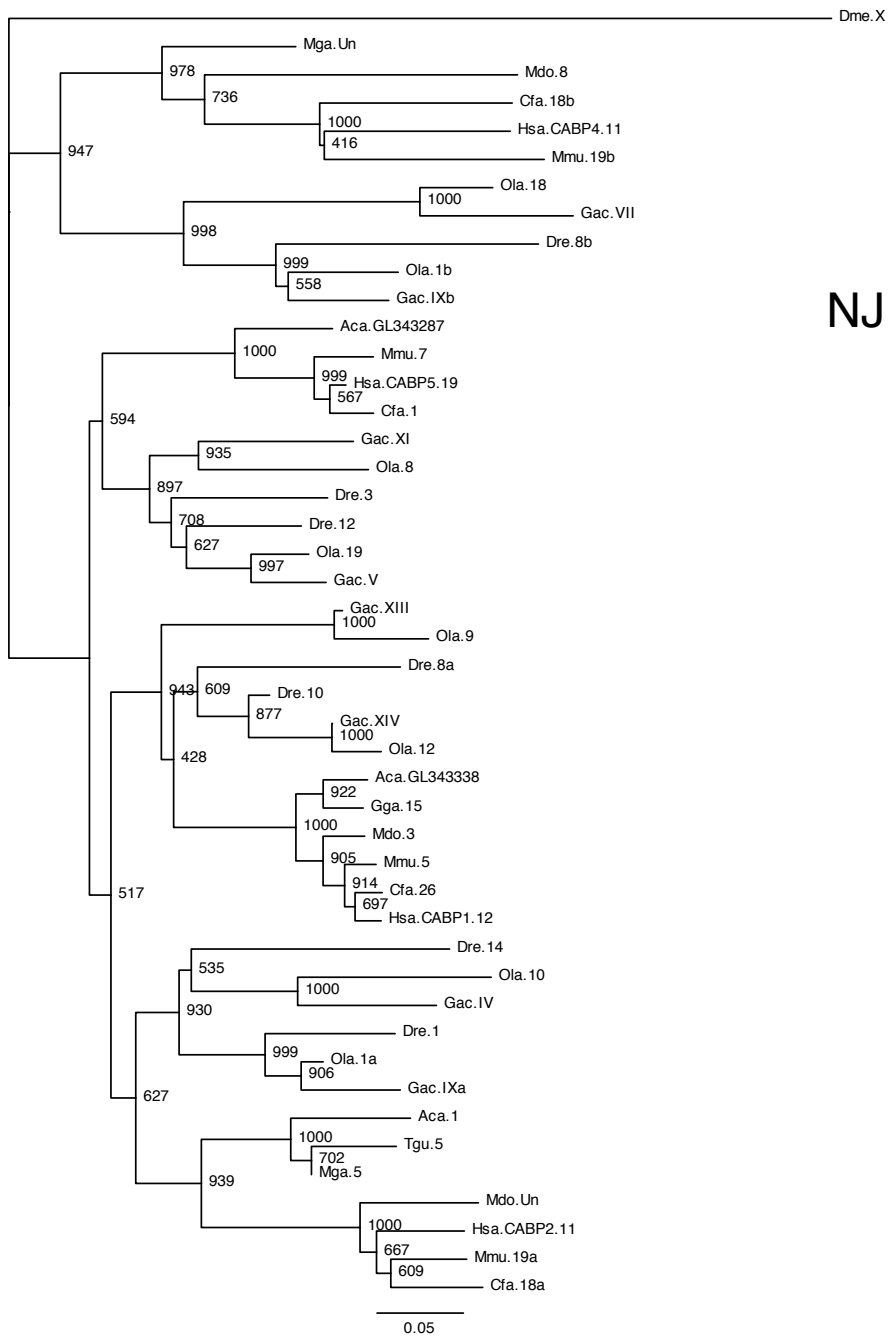 Dme.X
Mga.Un
978
Mdo.8
736
Cfa.18b
1000
Hsa.CABP4.11
416
947
Mmu.19b
Ola.18
1000
Gac.VII
998
Dre.8b
999
Ola.1b
558
Gac.IXb
NJ
Aca.GL343287
1000
Mmu.7
999
Hsa.CABP5.19
567
Cfa.1
594
Gac.XI
935
Ola.8
897
Dre.3
708
Dre.12
627
Ola.19
997
Gac.V
Gac.XIII
1000
Ola.9
Dre.8a
943
609
Dre.10
877
Gac.XIV
1000
Ola.12
428
Aca.GL343338
922
Gga.15
1000
Mdo.3
905
Mmu.5
914
Cfa.26
697
Hsa.CABP1.12
517
Dre.14
535
Ola.10
1000
Gac.IV
930
Dre.1
999
Ola.1a
906
Gac.IXa
627
Aca.1
1000
Tgu.5
702
Mga.5
939
Mdo.Un
1000
Hsa.CABP2.11
667
Mmu.19a
609
Cfa.18a
0.05